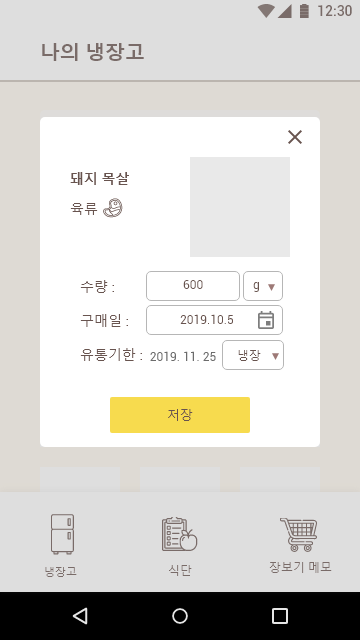 12:30
나의 냉장고
돼지 목살
육류
수량 : 600 g
구매일 : 2019.10.5
유통기한 : 2019. 11. 25 냉장
저장
냉장고 식단 장보기 메모